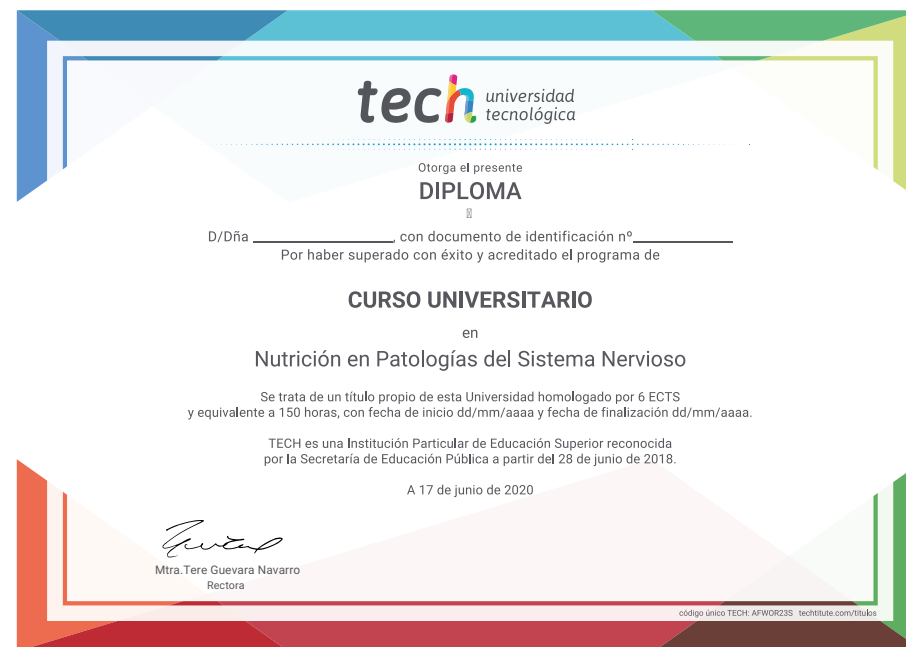 tech universidad
tecnológica
Otorga el presente
DIPLOMA
D/Dña ____________________, con documento de identificación nº______________
Por haber superado con éxito y acreditado el programa de
CURSO UNIVERSITARIO
en
Nutrición en Patologías del Sistema Nervioso
Se trata de un título propio de esta Universidad homologado por 6 ECTS
y equivalente a 150 horas, con fecha de inicio dd/mm/aaaa y fecha de finalización dd/mm/aaaa.
TECH es una Institución Particular de Educación Superior reconocida
por la Secretaría de Educación Pública a partir del 28 de junio de 2018.
A 17 de junio de 2020
Mtra.Tere Guevara Navarro
Rectora
código único TECH: AFWOR23S techtitute.com/titulos